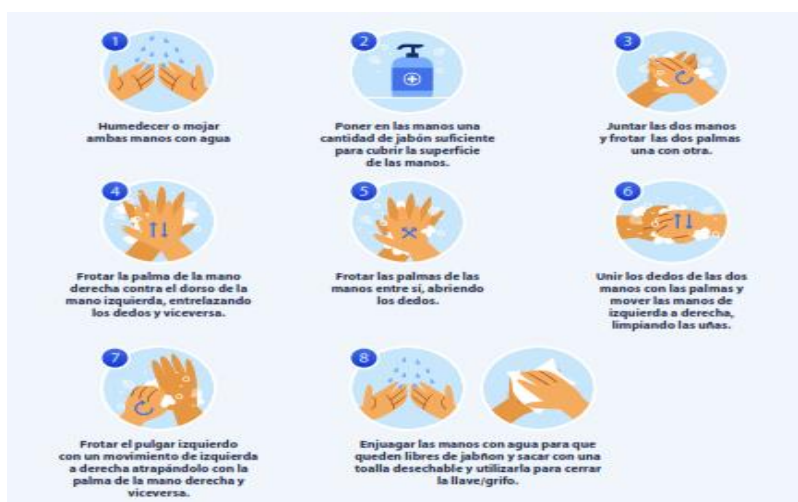 1
Humedecer o mojar
ambas manos con agua
2
Poner en las manos una
cantidad de jabón suficiente
para cubrir la superficie
de las manos.
3
Juntar las dos manos
y frotar las dos palmas
una con otra.
4
Frotar la palma de la mano
derecha contra el dorso de la
mano izquierda, entrelazando
los dedos y viceversa.
5
Frotar las palmas de las
manos entre sí, abriendo
los dedos.
6
Unir los dedos de las dos
manos con las palmas y
mover las manos de
izquierda a derecha,
limpiando las uñas.
7
Frotar el pulgar izquierdo
con un movimiento de izquierda
a derecha atrapándolo con la
palma de la mano derecha y
viceversa.
8
Enjuagar las manos con agua para que
queden libres de jabñon y sacar con una
toalla desechable y utilizarla para cerrar
la llave/grifo.